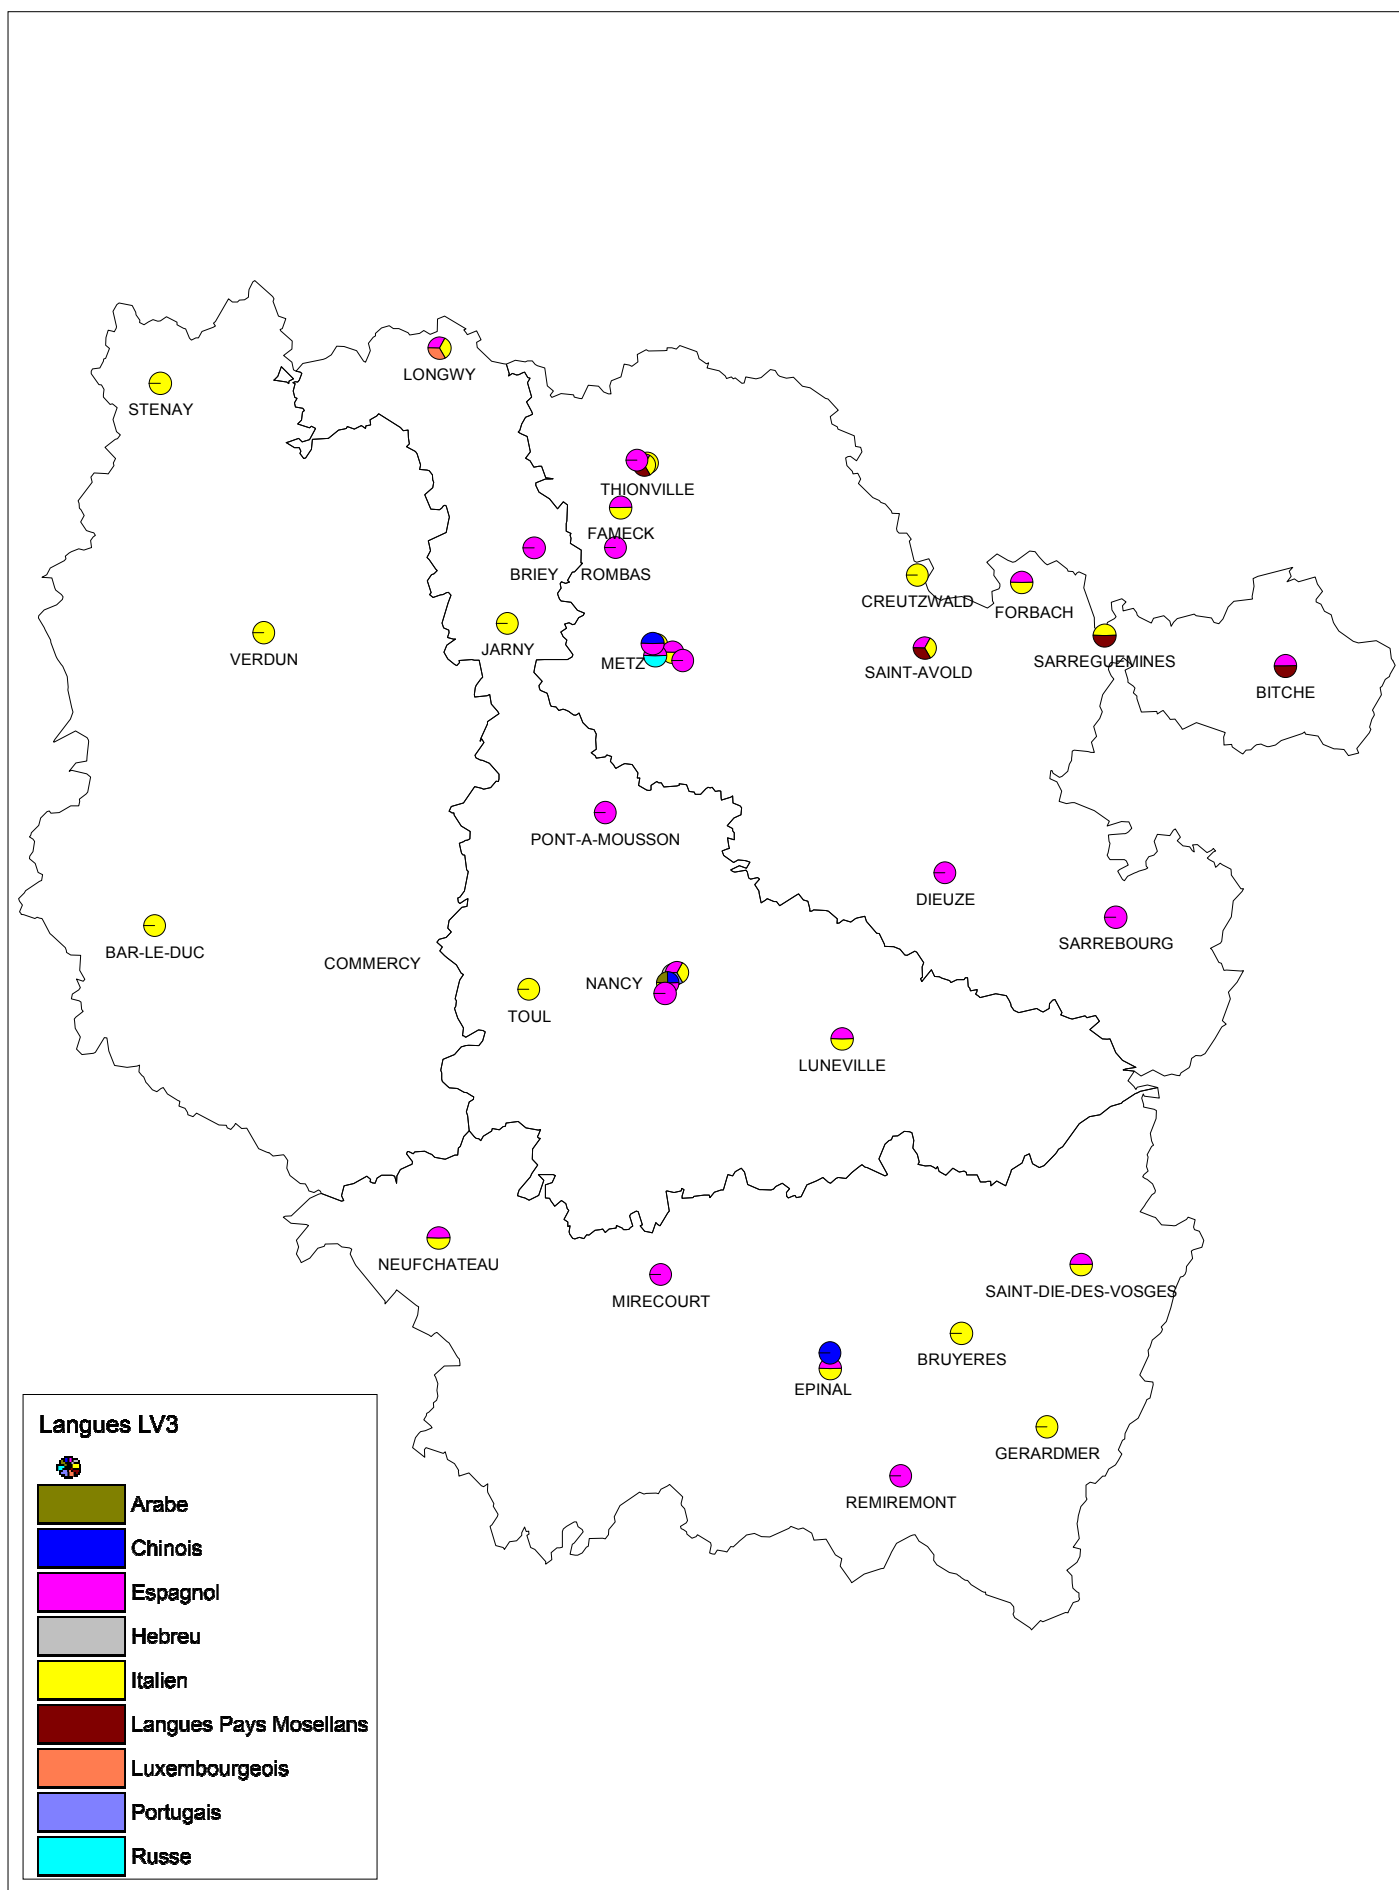 LONGWY
STENAY
THIONVILLE
FAMECK
BRIEY
ROMBAS
CREUTZWALD
FORBACH
VERDUN
JARNY
METZ
SAINT-AVOLD
SARREGUEMINES
BITCHE
PONT-A-MOUSSON
DIEUZE
SARREBOURG
BAR-LE-DUC
COMMERCY
NANCY
TOUL
LUNEVILLE
NEUFCHATEAU
MIRECOURT
SAINT-DIE-DES-VOSGES
BRUYERES
EPINAL
GERARDMER
REMIREMONT
Langues LV3
Arabe
Chinois
Espagnol
Hebreu
Italien
Langues Pays Mosellans
Luxembourgeois
Portugais
Russe